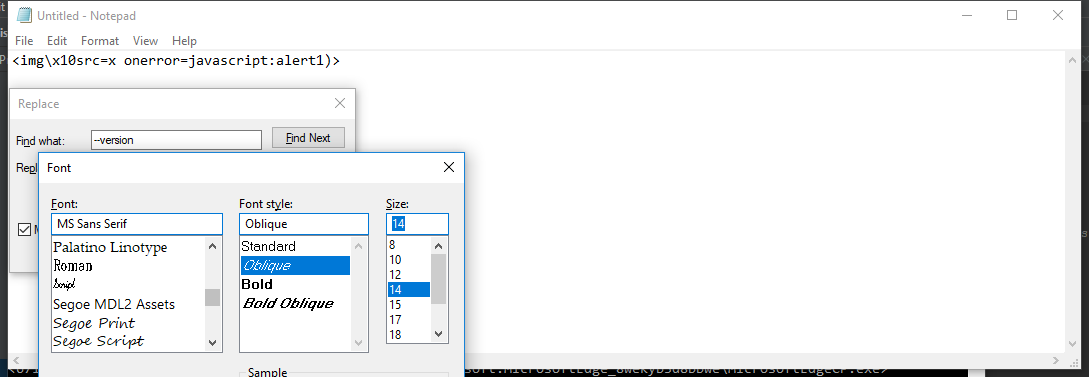 Untitled - Notepad
File Edit Format View Help
<img\x10src=x onerror=javascript:alert1)>
Replace
Find what: --version Find Next
Repl
Font
Font: Font style: Size:
MS Sans Serif Oblique 14
Palatino Linotype Standard 8
Roman Oblique 10
Script Bold 12
Segoe MDL2 Assets Bold Oblique 14
Segoe Print 15
Segoe Script 17
18
Sample
soft.MicrosoftEdge_8wekyb3d8bbwe\MicrosoftEdgeCP.exe>